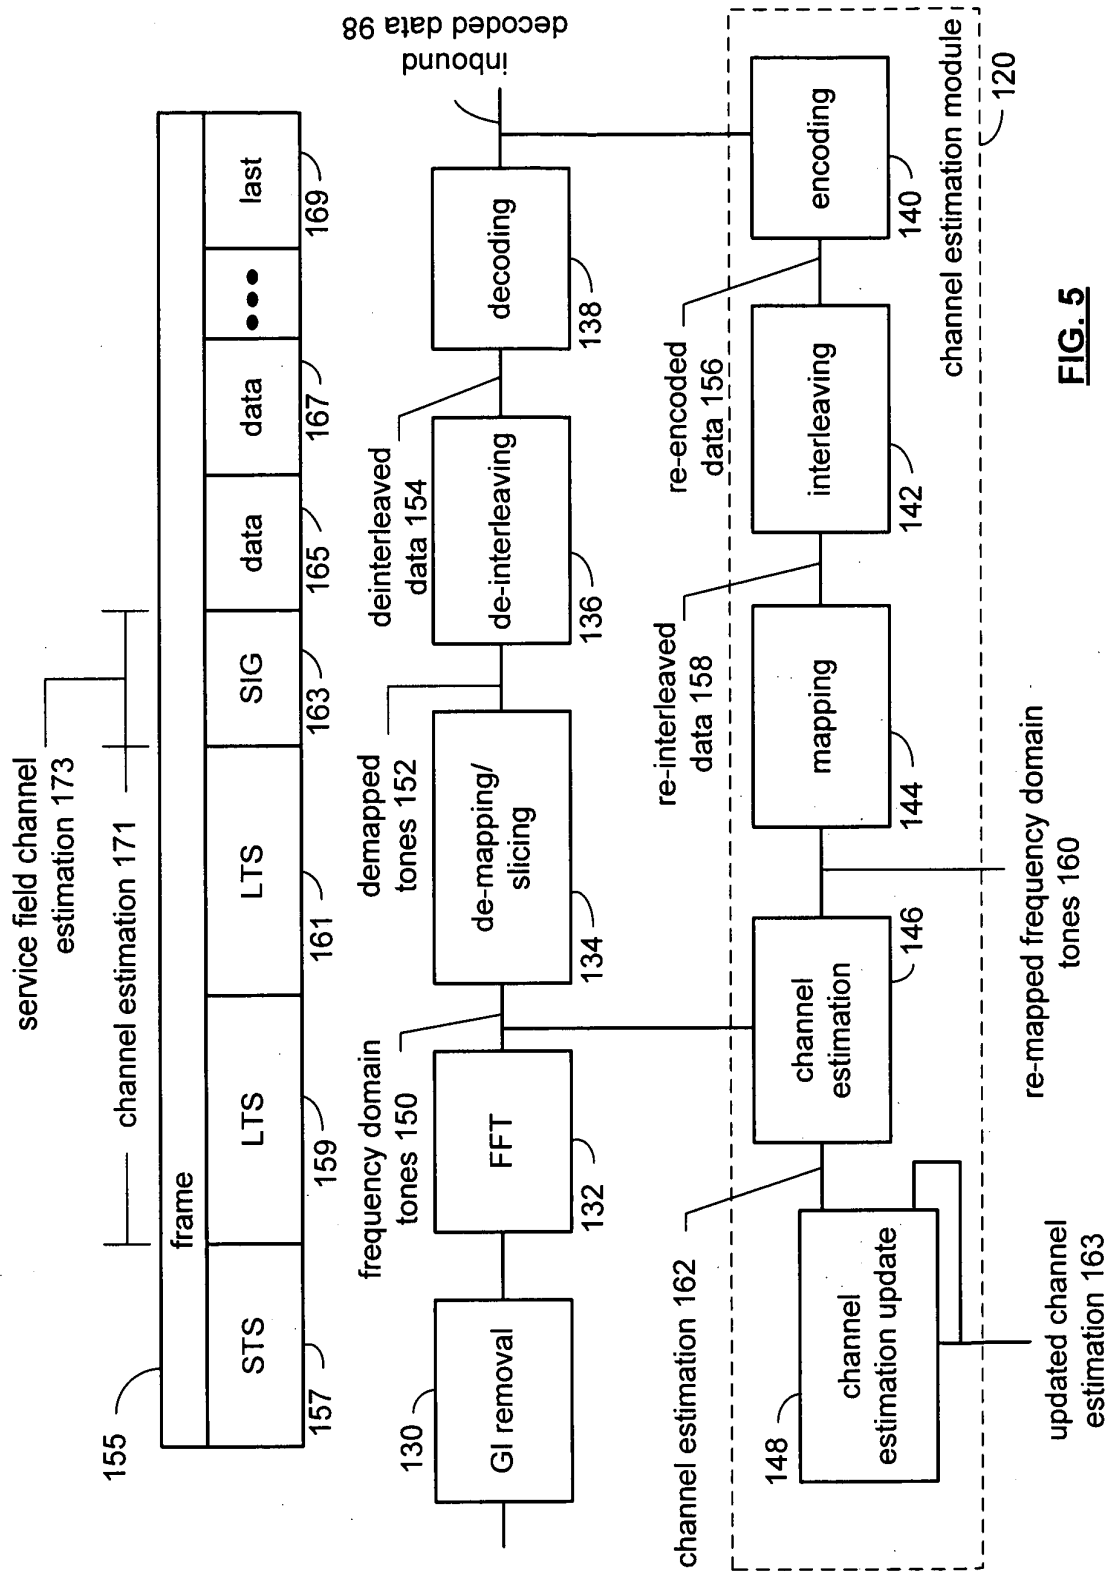 service field channel
estimation 173
channel estimation 171
155
frame
STS
LTS
LTS
SIG
data
data
●●●
last
157
159
161
163
165
167
169
frequency domain
tones 150
demapped
tones 152
deinterleaved
data 154
inbound
decoded data 98
GI removal
FFT
de-mapping/
slicing
de-interleaving
decoding
130
132
134
136
138
channel estimation 162
re-interleaved
data 158
re-encoded
data 156
148
channel
estimation update
channel
estimation
mapping
interleaving
encoding
146
144
142
140
channel estimation module
120
updated channel
estimation 163
re-mapped frequency domain
tones 160
FIG. 5